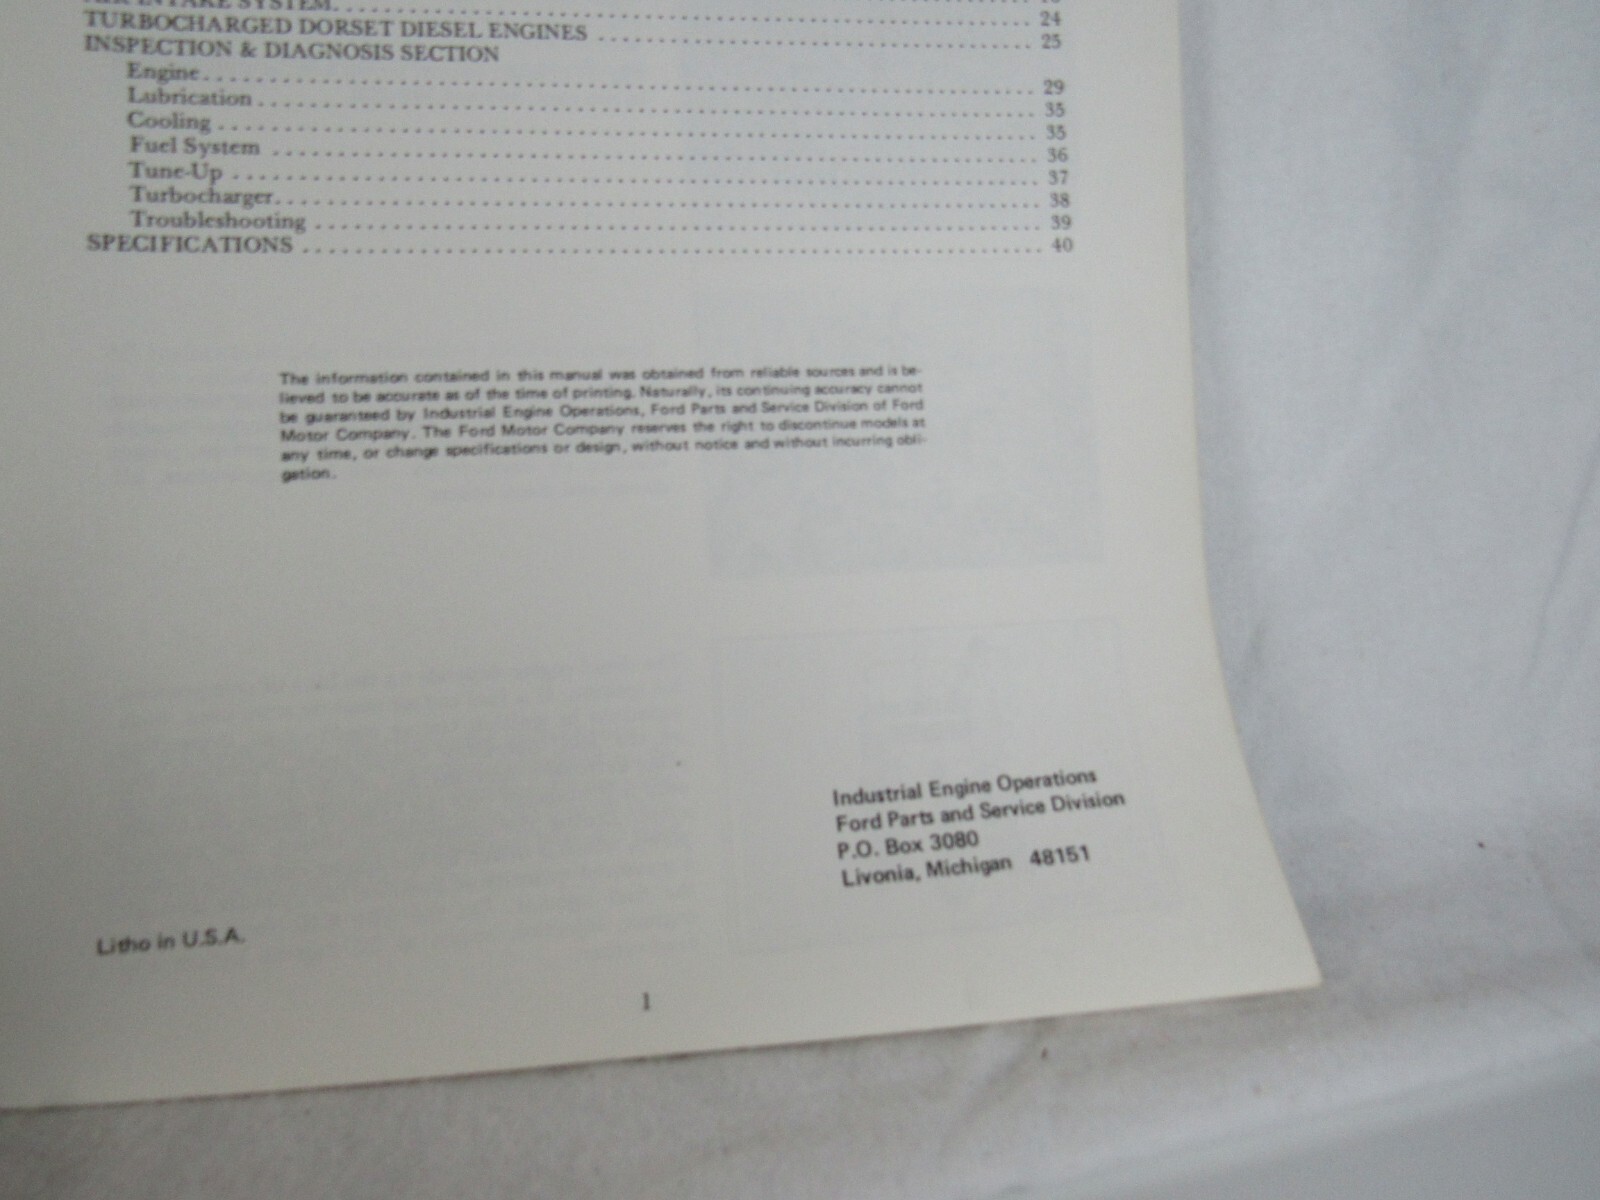 AIR INTAKE SYSTEM. . . . . . . . . . . . . . . . . . . . . . . . . . . . . . . . . . . . . . . . . . . . 24
TURBOCHARGED DORSET DIESEL ENGINES . . . . . . . . . . . . . . . . . . . . . . . . . . . 25
INSPECTION & DIAGNOSIS SECTION
Engine. . . . . . . . . . . . . . . . . . . . . . . . . . . . . . . . . . . . . . . . . . . . . . . . . . . . 29
Lubrication . . . . . . . . . . . . . . . . . . . . . . . . . . . . . . . . . . . . . . . . . . . . . . . . 35
Cooling . . . . . . . . . . . . . . . . . . . . . . . . . . . . . . . . . . . . . . . . . . . . . . . . . . . 35
Fuel System . . . . . . . . . . . . . . . . . . . . . . . . . . . . . . . . . . . . . . . . . . . . . . . 36
Tune-Up . . . . . . . . . . . . . . . . . . . . . . . . . . . . . . . . . . . . . . . . . . . . . . . . . . 37
Turbocharger. . . . . . . . . . . . . . . . . . . . . . . . . . . . . . . . . . . . . . . . . . . . . . . 38
Troubleshooting . . . . . . . . . . . . . . . . . . . . . . . . . . . . . . . . . . . . . . . . . . . . 39
SPECIFICATIONS . . . . . . . . . . . . . . . . . . . . . . . . . . . . . . . . . . . . . . . . . . . . . 40
The information contained in this manual was obtained from reliable sources and is be-
lieved to be accurate as of the time of printing. Naturally, its continuing accuracy cannot
be guaranteed by Industrial Engine Operations, Ford Parts and Service Division of Ford
Motor Company. The Ford Motor Company reserves the right to discontinue models at
any time, or change specifications or design, without notice and without incurring obli-
gation.
Industrial Engine Operations
Ford Parts and Service Division
P.O. Box 3080
Livonia, Michigan 48151
Litho in U.S.A.
1